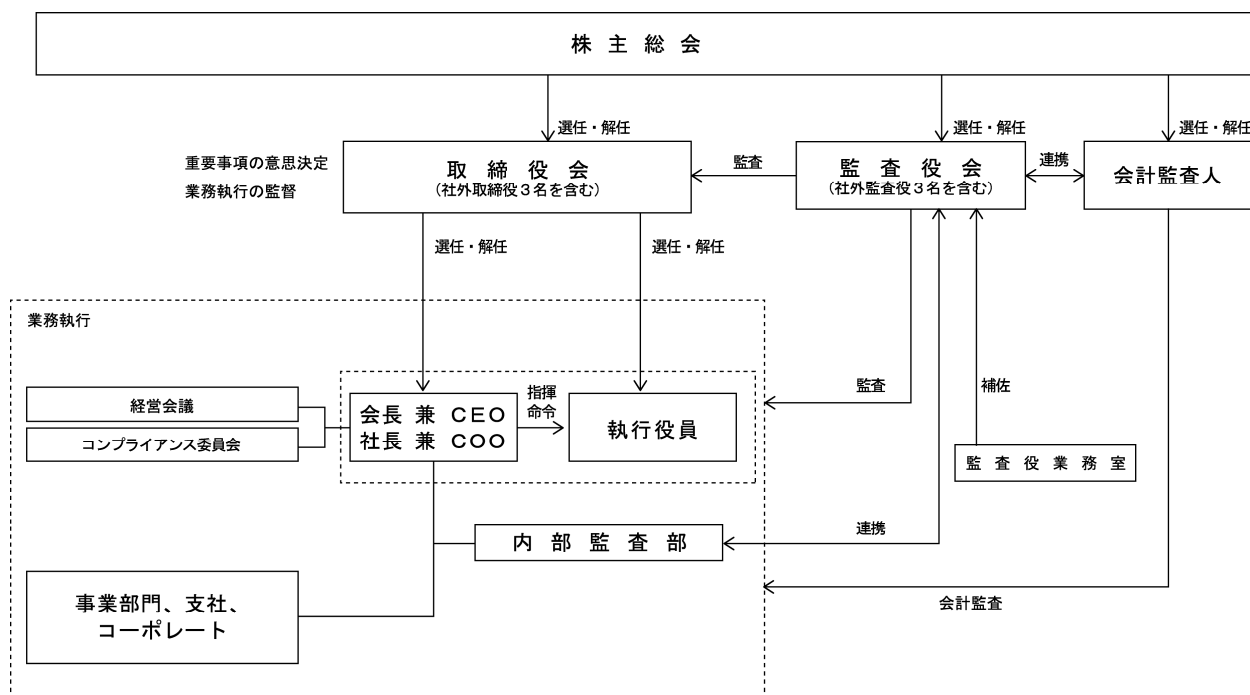 株主総会
選任・解任
選任・解任
選任・解任
重要事項の意思決定
業務執行の監督
取締役会
(社外取締役３名を含む)
監査
監査役会
(社外監査役３名を含む)
連携
会計監査人
選任・解任
選任・解任
業務執行
経営会議
コンプライアンス委員会
会長 兼 ＣＥＯ
社長 兼 ＣＯＯ
指揮
命令
執行役員
監査
補佐
監査役業務室
内部監査部
連携
事業部門、支社、
コーポレート
会計監査